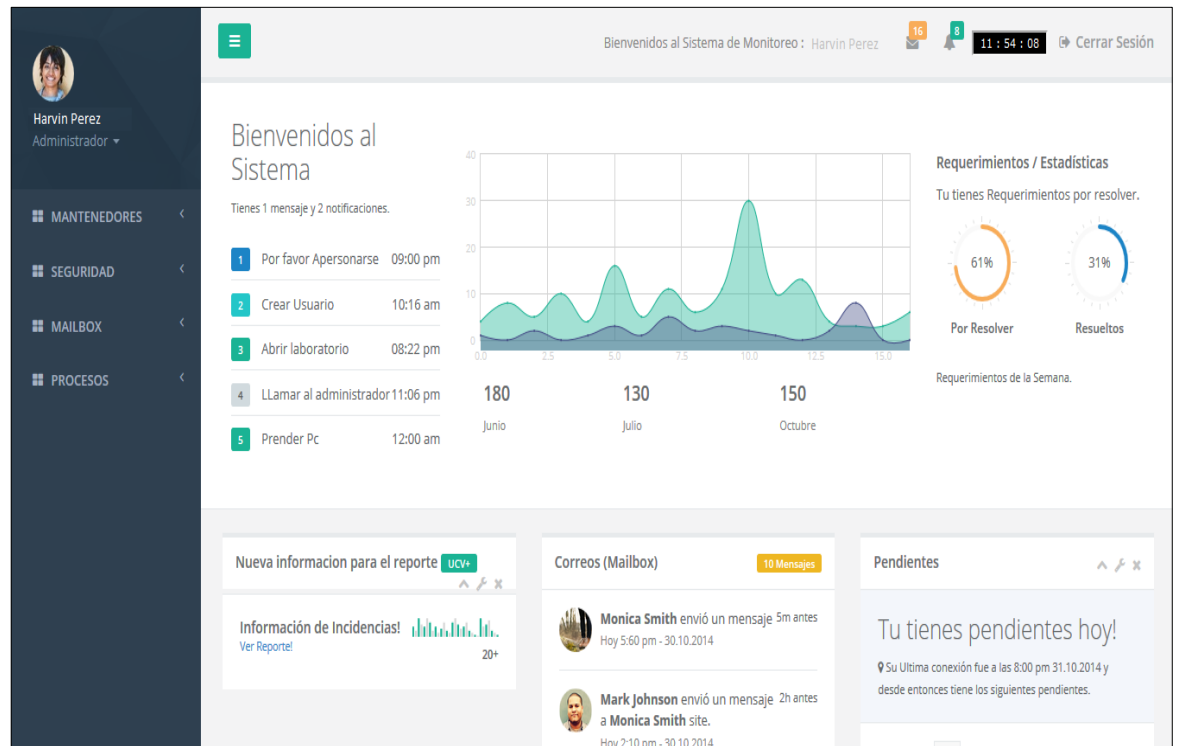 Harvin Perez
Administrador
MANTENEDORES
SEGURIDAD
MAILBOX
PROCESOS
Bienvenidos al Sistema de Monitoreo : Harvin Perez
16
8
11 : 54 : 08
Cerrar Sesión
Bienvenidos al
Sistema
Tienes 1 mensaje y 2 notificaciones.
1 Por favor Apersonarse 09:00 pm
2 Crear Usuario 10:16 am
3 Abrir laboratorio 08:22 pm
4 LLamar al administrador 11:06 pm
5 Prender Pc 12:00 am
40
30
20
10
0
0.0 2.5 5.0 7.5 10.0 12.5 15.0
180 130 150
Junio Julio Octubre
Requerimientos / Estadísticas
Tu tienes Requerimientos por resolver.
61% 31%
Por Resolver Resueltos
Requerimientos de la Semana.
Nueva informacion para el reporte UCV+
Información de Incidencias!
Ver Reporte!
20+
Correos (Mailbox) 10 Mensajes
Monica Smith envió un mensaje 5m antes
Hoy 5:60 pm - 30.10.2014
Mark Johnson envió un mensaje 2h antes
a Monica Smith site.
Hoy 2:10 pm - 30.10.2014
Pendientes
Tu tienes pendientes hoy!
Su Ultima conexión fue a las 8:00 pm 31.10.2014 y
desde entonces tiene los siguientes pendientes.